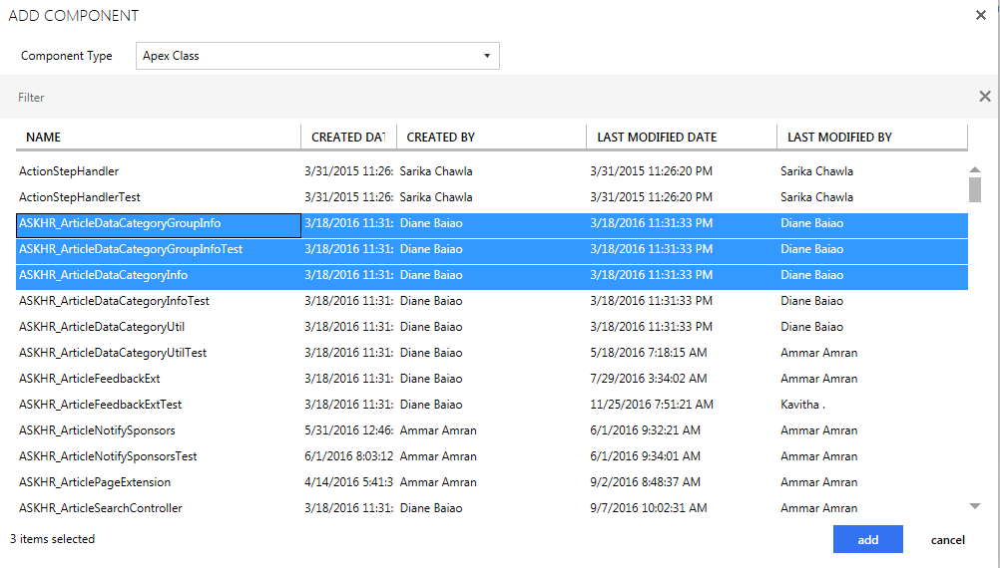 ADD COMPONENT
Component Type Apex Class
Filter
NAME CREATED DAT CREATED BY LAST MODIFIED DATE LAST MODIFIED BY
ActionStepHandler 3/31/2015 11:26: Sarika Chawla 3/31/2015 11:26:20 PM Sarika Chawla
ActionStepHandlerTest 3/31/2015 11:26: Sarika Chawla 3/31/2015 11:26:20 PM Sarika Chawla
ASKHR_ArticleDataCategoryGroupInfo 3/18/2016 11:31: Diane Baiao 3/18/2016 11:31:33 PM Diane Baiao
ASKHR_ArticleDataCategoryGroupInfoTest 3/18/2016 11:31: Diane Baiao 3/18/2016 11:31:33 PM Diane Baiao
ASKHR_ArticleDataCategoryInfo 3/18/2016 11:31: Diane Baiao 3/18/2016 11:31:33 PM Diane Baiao
ASKHR_ArticleDataCategoryInfoTest 3/18/2016 11:31: Diane Baiao 3/18/2016 11:31:33 PM Diane Baiao
ASKHR_ArticleDataCategoryUtil 3/18/2016 11:31: Diane Baiao 3/18/2016 11:31:33 PM Diane Baiao
ASKHR_ArticleDataCategoryUtilTest 3/18/2016 11:31: Diane Baiao 5/18/2016 7:18:15 AM Ammar Amran
ASKHR_ArticleFeedbackExt 3/18/2016 11:31: Diane Baiao 7/29/2016 3:34:02 AM Ammar Amran
ASKHR_ArticleFeedbackExtTest 3/18/2016 11:31: Diane Baiao 11/25/2016 7:51:21 AM Kavitha .
ASKHR_ArticleNotifySponsors 5/31/2016 12:46: Ammar Amran 6/1/2016 9:32:21 AM Ammar Amran
ASKHR_ArticleNotifySponsorsTest 6/1/2016 8:03:12 Ammar Amran 6/1/2016 9:34:01 AM Ammar Amran
ASKHR_ArticlePageExtension 4/14/2016 5:41:3 Ammar Amran 9/2/2016 8:48:37 AM Ammar Amran
ASKHR_ArticleSearchController 3/18/2016 11:31: Diane Baiao 9/7/2016 10:02:31 AM Ammar Amran
3 items selected add cancel